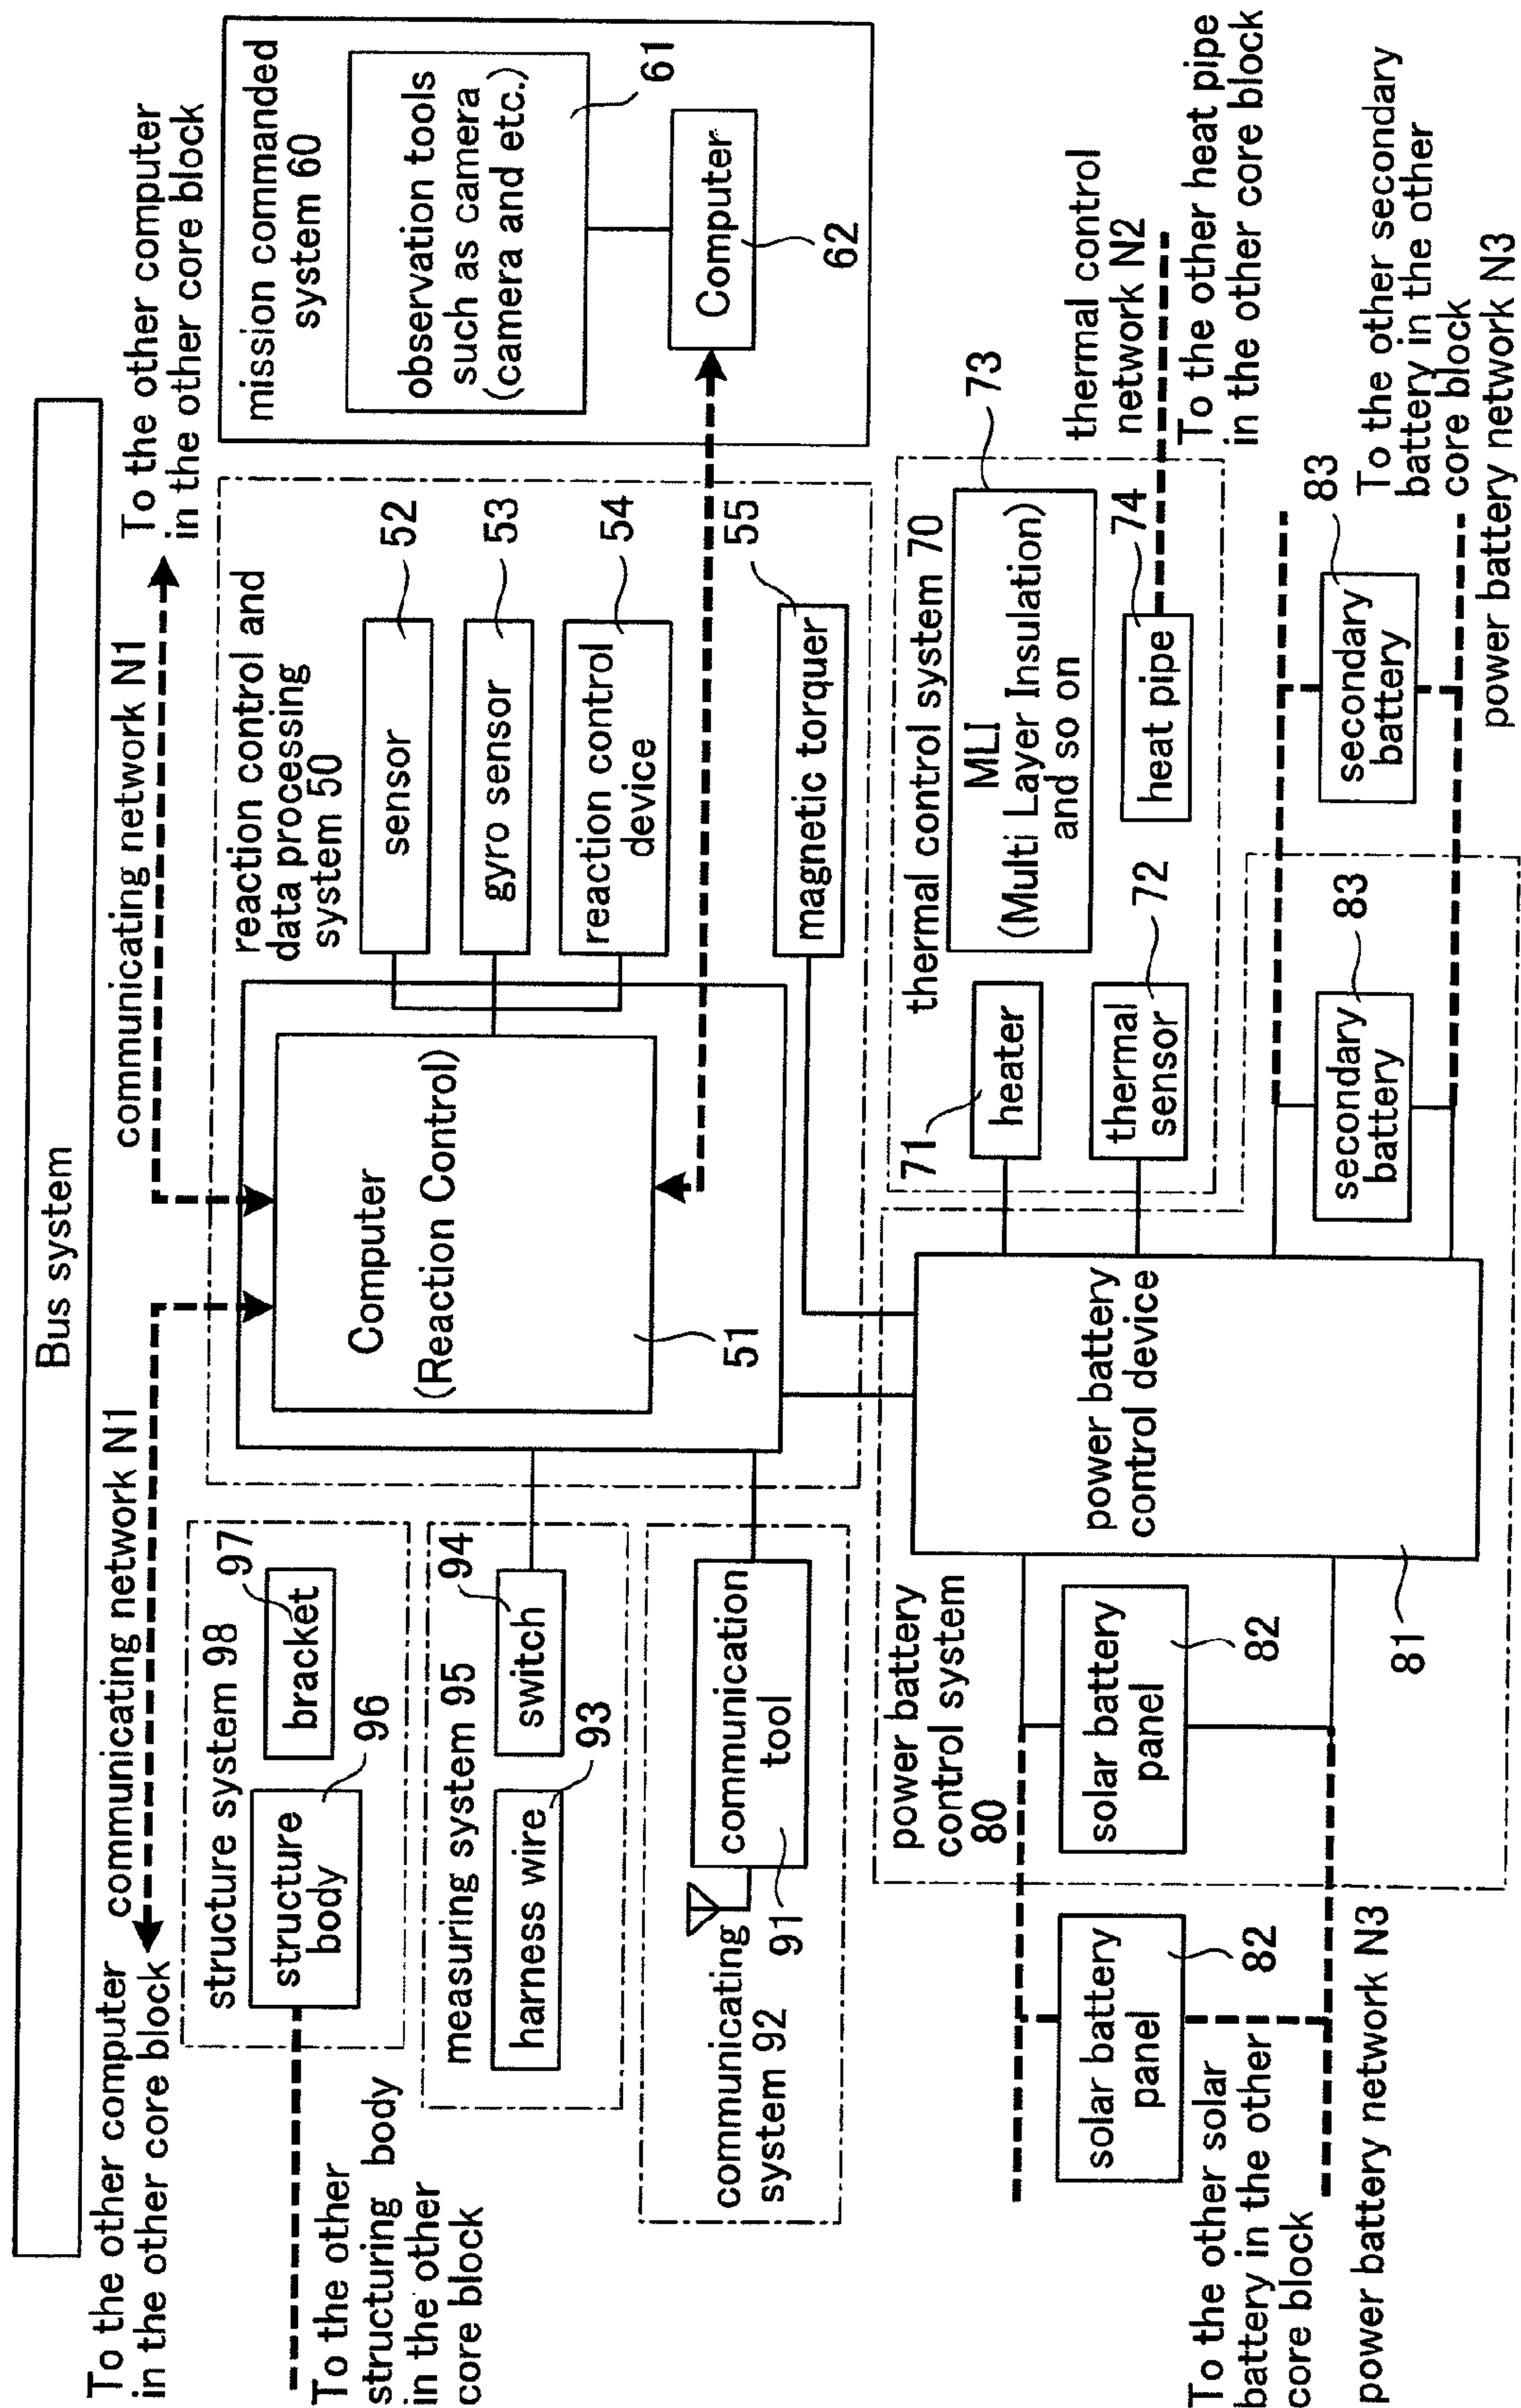 Bus system
To the other computer
in the other core block
communicating network N1
communicating network N1
To the other computer
in the other core block
structure system 98
structure
body
96
bracket
97
To the other
structuring body
in the other
core block
measuring system 95
harness wire
93
switch
94
communicating
system 92
communication
tool
91
reaction control and
data processing
system 50
Computer
(Reaction Control)
51
sensor
52
gyro sensor
53
reaction control
device
54
magnetic torquer
55
mission commanded
system 60
observation tools
such as camera
(camera and etc.)
61
Computer
62
thermal control system 70
heater
71
thermal
sensor
72
MLI
(Multi Layer Insulation)
and so on
73
heat pipe
74
thermal control
network N2
To the other heat pipe
in the other core block
power battery
control system
80
power battery
control device
81
solar battery
panel
82
solar battery
panel
82
To the other solar
battery in the other
core block
power battery network N3
secondary
battery
83
secondary
battery
83
To the other secondary
battery in the other
core block
power battery network N3